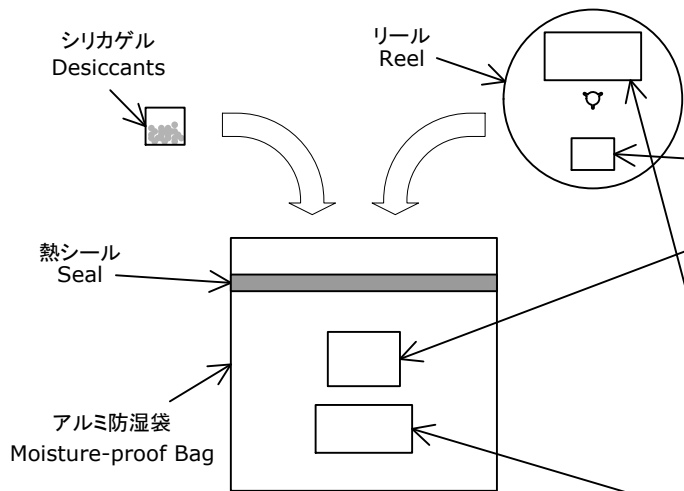 シリカゲル
Desiccants
リール
Reel
熱シール
Seal
アルミ防湿袋
Moisture-proof Bag